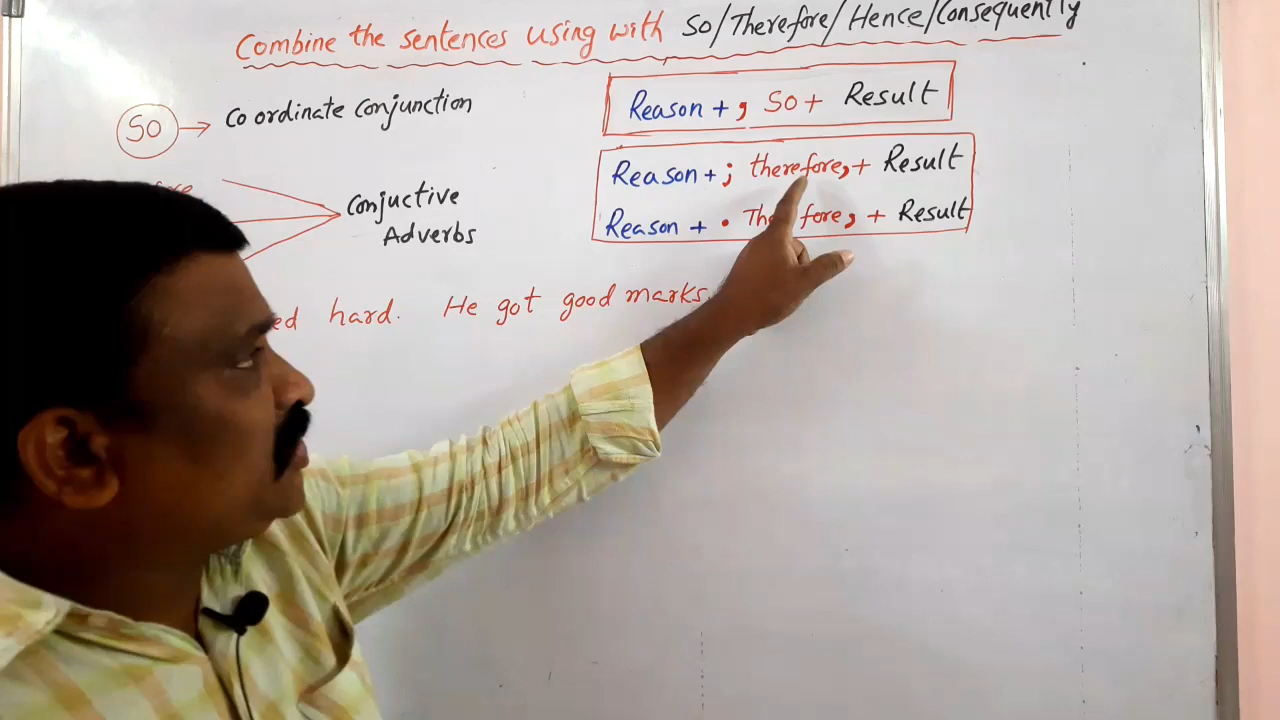 Combine the sentences using with So/Therefore/Hence/Consequently
So → Coordinate conjunction
Conjuctive
Adverbs
Reason + , So + Result
Reason + ; therefore, + Result
Reason + . Therefore, + Result
hard. He got good marks.